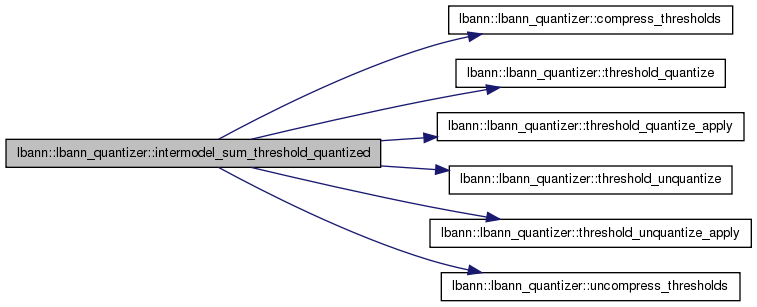 lbann::lbann_quantizer::compress_thresholds
lbann::lbann_quantizer::threshold_quantize
lbann::lbann_quantizer::threshold_quantize_apply
lbann::lbann_quantizer::intermodel_sum_threshold_quantized
lbann::lbann_quantizer::threshold_unquantize
lbann::lbann_quantizer::threshold_unquantize_apply
lbann::lbann_quantizer::uncompress_thresholds